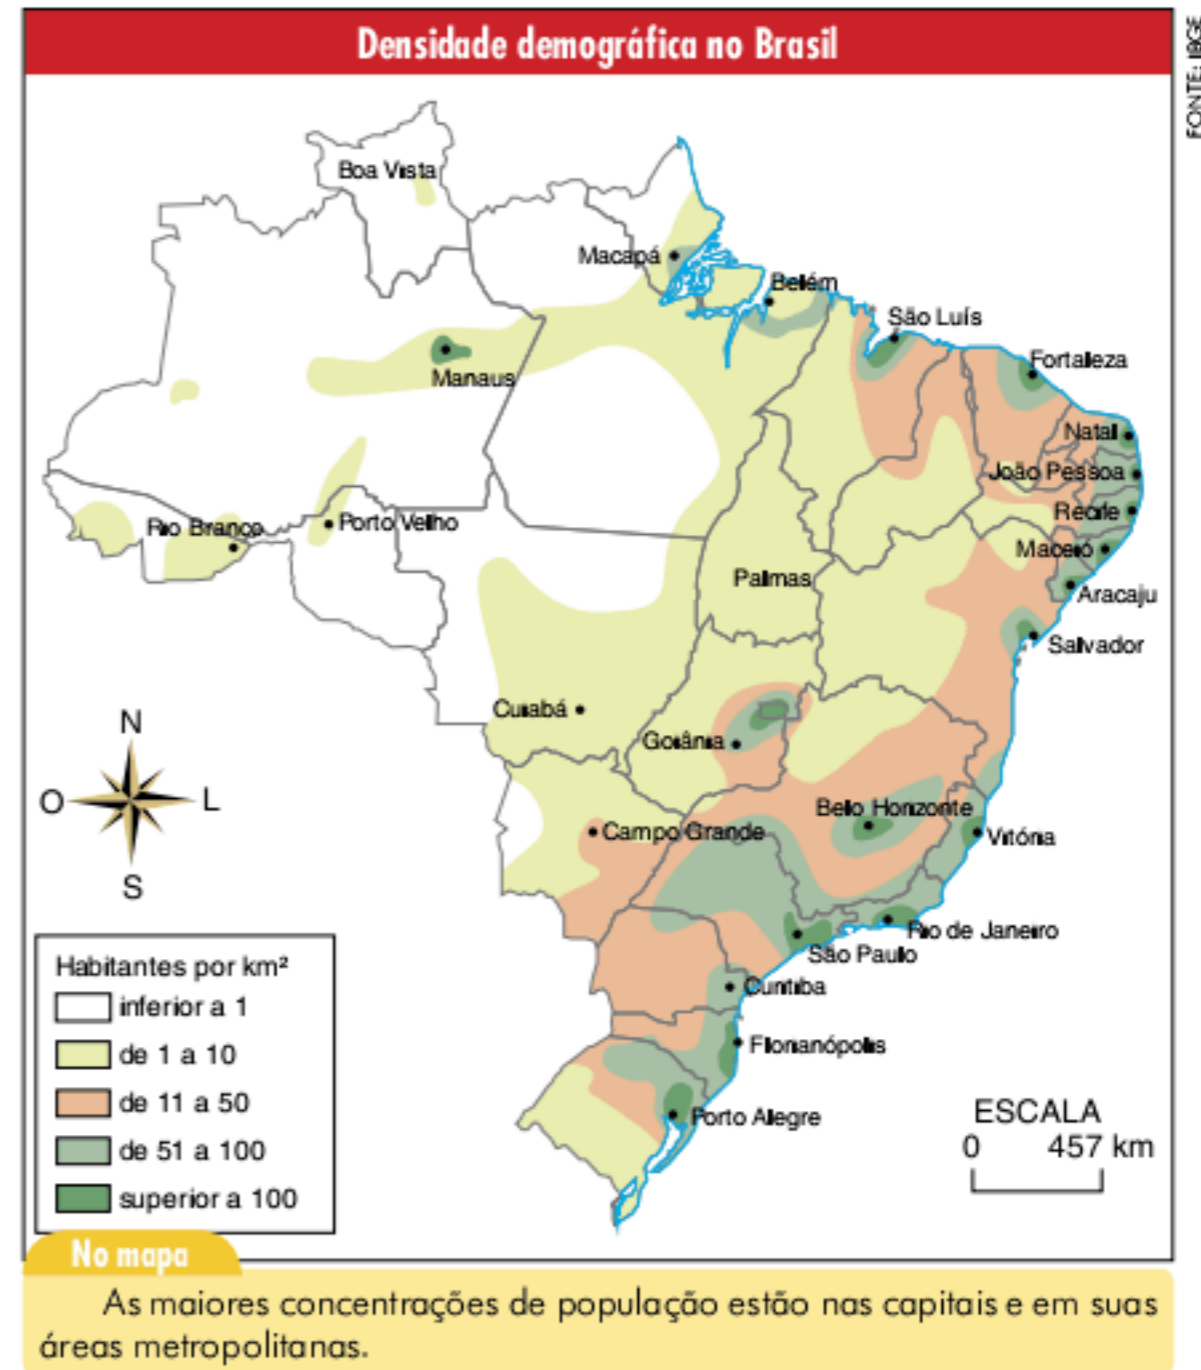 Densidade demográfica no Brasil
FONTE: IBGE
Boa Vista
Macapá
Belém
São Luís
Fortaleza
Manaus
Natal
João Pessoa
Rio Branco
Porto Velho
Recife
Maceió
Palmas
Aracaju
Salvador
Cuiabá
Goiânia
Belo Horizonte
Campo Grande
Vitória
Rio de Janeiro
São Paulo
Curitiba
Florianópolis
Porto Alegre
N
O
L
S
Habitantes por km²
inferior a 1
de 1 a 10
de 11 a 50
de 51 a 100
superior a 100
ESCALA
0 457 km
No mapa
As maiores concentrações de população estão nas capitais e em suas
áreas metropolitanas.